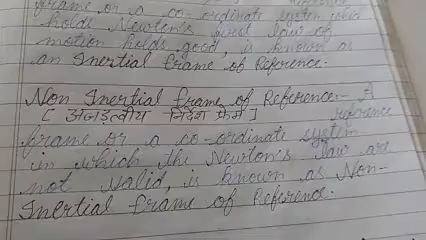 frame or a co-ordinate system which
holds Newton's first law of
motion holds good, is known as
an Inertial frame of Reference.
Non Inertial frame of Reference- A
[ अजड़त्वीय निर्देश फ्रेम ] reference
frame or a co-ordinate system
in which the Newton's law are
not valid, is known as Non-
Inertial frame of Reference.